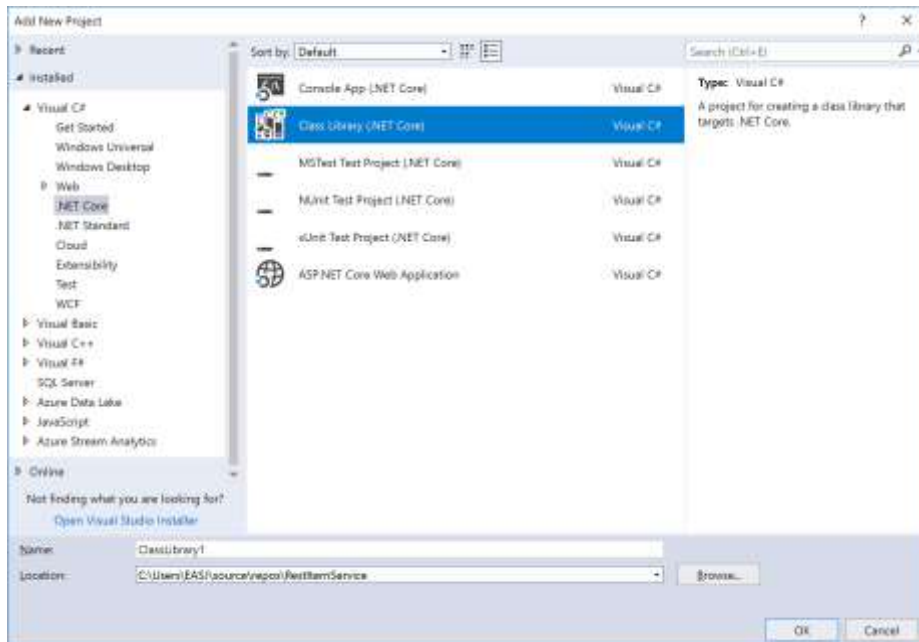 Add New Project
? ×
Recent
Installed
Visual C#
Get Started
Windows Universal
Windows Desktop
Web
.NET Core
.NET Standard
Cloud
Extensibility
Test
WCF
Visual Basic
Visual C++
Visual F#
SQL Server
Azure Data Lake
JavaScript
Azure Stream Analytics
Online
Not finding what you are looking for?
Open Visual Studio Installer
Sort by: Default
Console App (.NET Core) Visual C#
Class Library (.NET Core) Visual C#
MSTest Test Project (.NET Core) Visual C#
NUnit Test Project (.NET Core) Visual C#
xUnit Test Project (.NET Core) Visual C#
ASP.NET Core Web Application Visual C#
Search (Ctrl+E)
Type: Visual C#
A project for creating a class library that
targets .NET Core.
Name: ClassLibrary1
Location: C:\Users\EASJ\source\repos\RestItemService
Browse...
OK Cancel